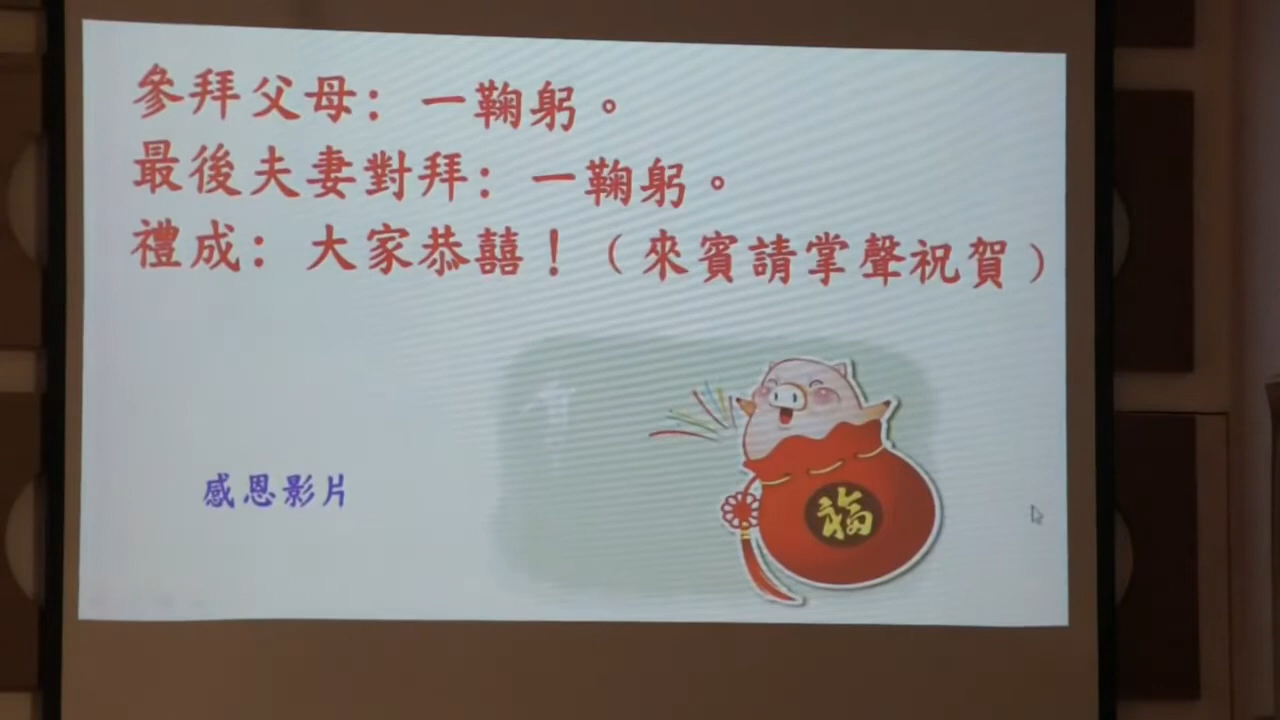 參拜父母：一鞠躬。
最後夫妻對拜：一鞠躬。
禮成：大家恭囍！（來賓請掌聲祝賀）
感恩影片
福